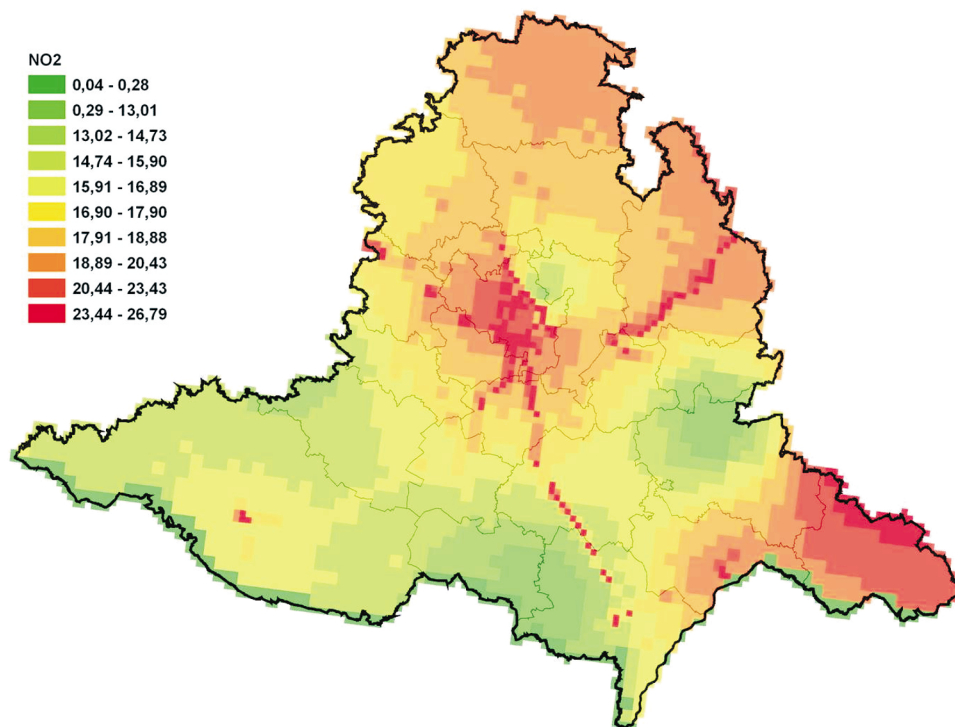 NO2
0,04 - 0,28
0,29 - 13,01
13,02 - 14,73
14,74 - 15,90
15,91 - 16,89
16,90 - 17,90
17,91 - 18,88
18,89 - 20,43
20,44 - 23,43
23,44 - 26,79